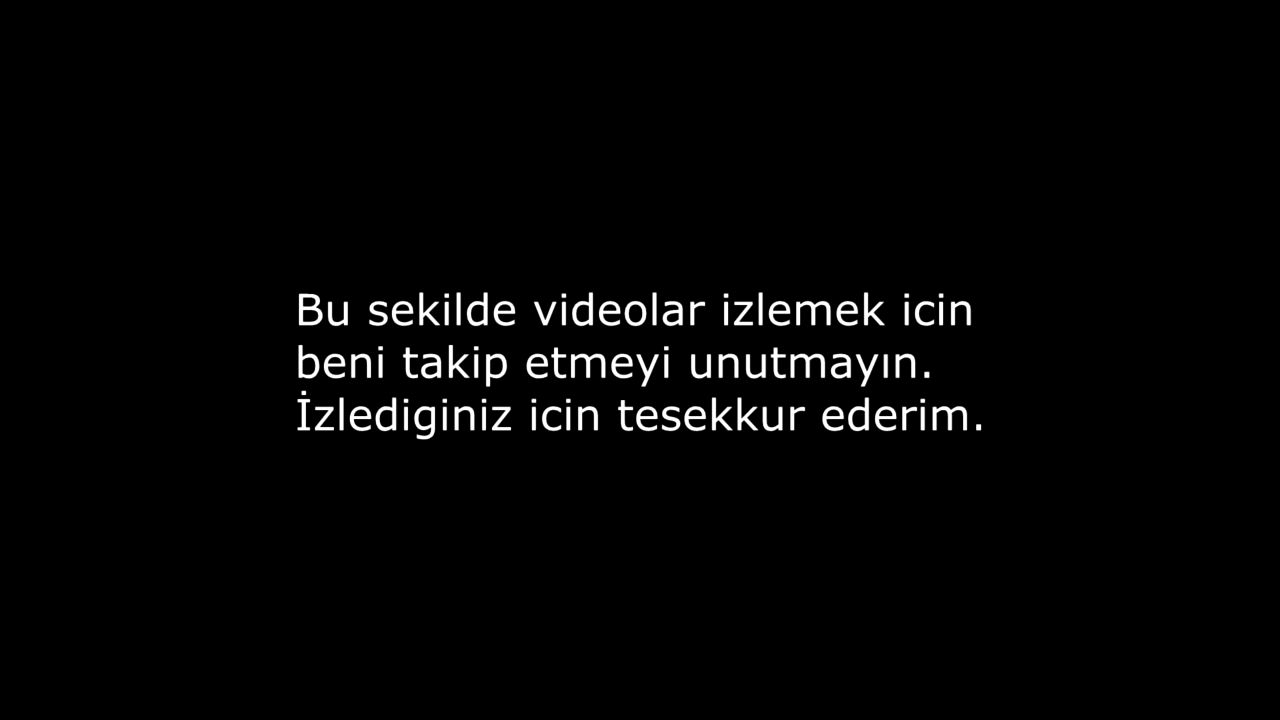 Bu sekilde videolar izlemek icin
beni takip etmeyi unutmayın.
İzlediginiz icin tesekkur ederim.